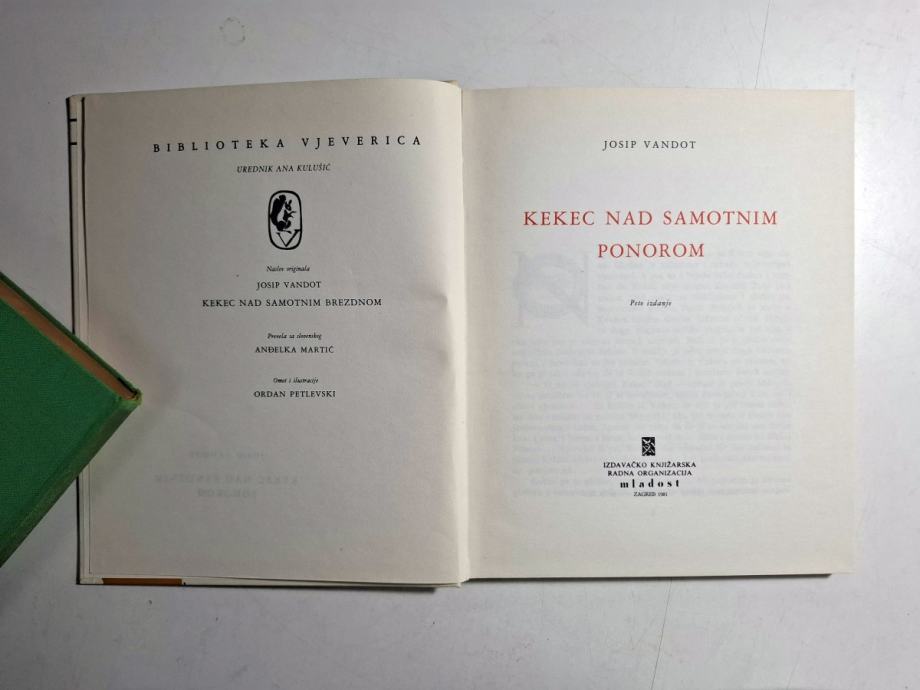 BIBLIOTEKA VJEVERICA
UREDNIK ANA KULUŠIĆ
V
Naslov originala
JOSIP VANDOT
KEKEC NAD SAMOTNIM BREZDNOM
Prevela sa slovenskog
ANĐELKA MARTIĆ
Omot i ilustracije
ORDAN PETLEVSKI
JOSIP VANDOT
KEKEC NAD SAMOTNIM
PONOROM
Peto izdanje
IZDAVAČKO KNJIŽARSKA
RADNA ORGANIZACIJA
mladost
ZAGREB 1981